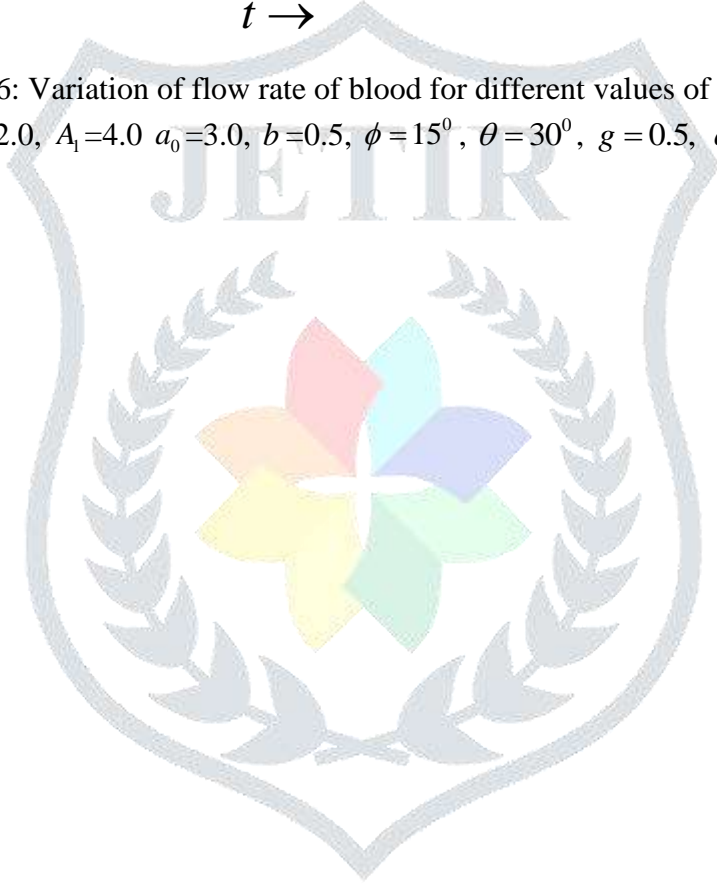 t →
6: Variation of flow rate of blood for different values of
2.0, A₁=4.0 a₀=3.0, b=0.5, ϕ=15⁰, θ=30⁰, g=0.5,
JETIR